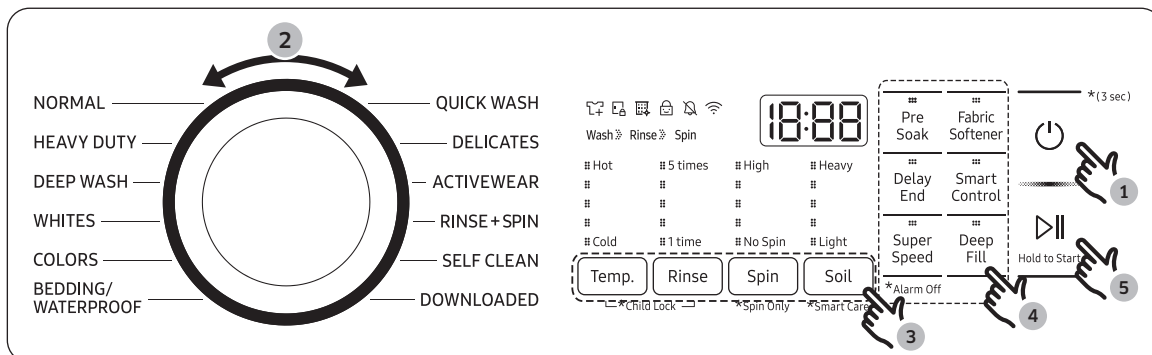 2
NORMAL
HEAVY DUTY
DEEP WASH
WHITES
COLORS
BEDDING/
WATERPROOF
QUICK WASH
DELICATES
ACTIVEWEAR
RINSE+SPIN
SELF CLEAN
DOWNLOADED
18:88
Wash Rinse Spin
Hot 5 times High Heavy
Cold 1 time No Spin Light
Temp. Rinse Spin Soil
*Child Lock *Spin Only *Smart Care
3
Pre
Soak
Fabric
Softener
Delay
End
Smart
Control
Super
Speed
Deep
Fill
*Alarm Off
4
*(3 sec)
1
Hold to Start
5